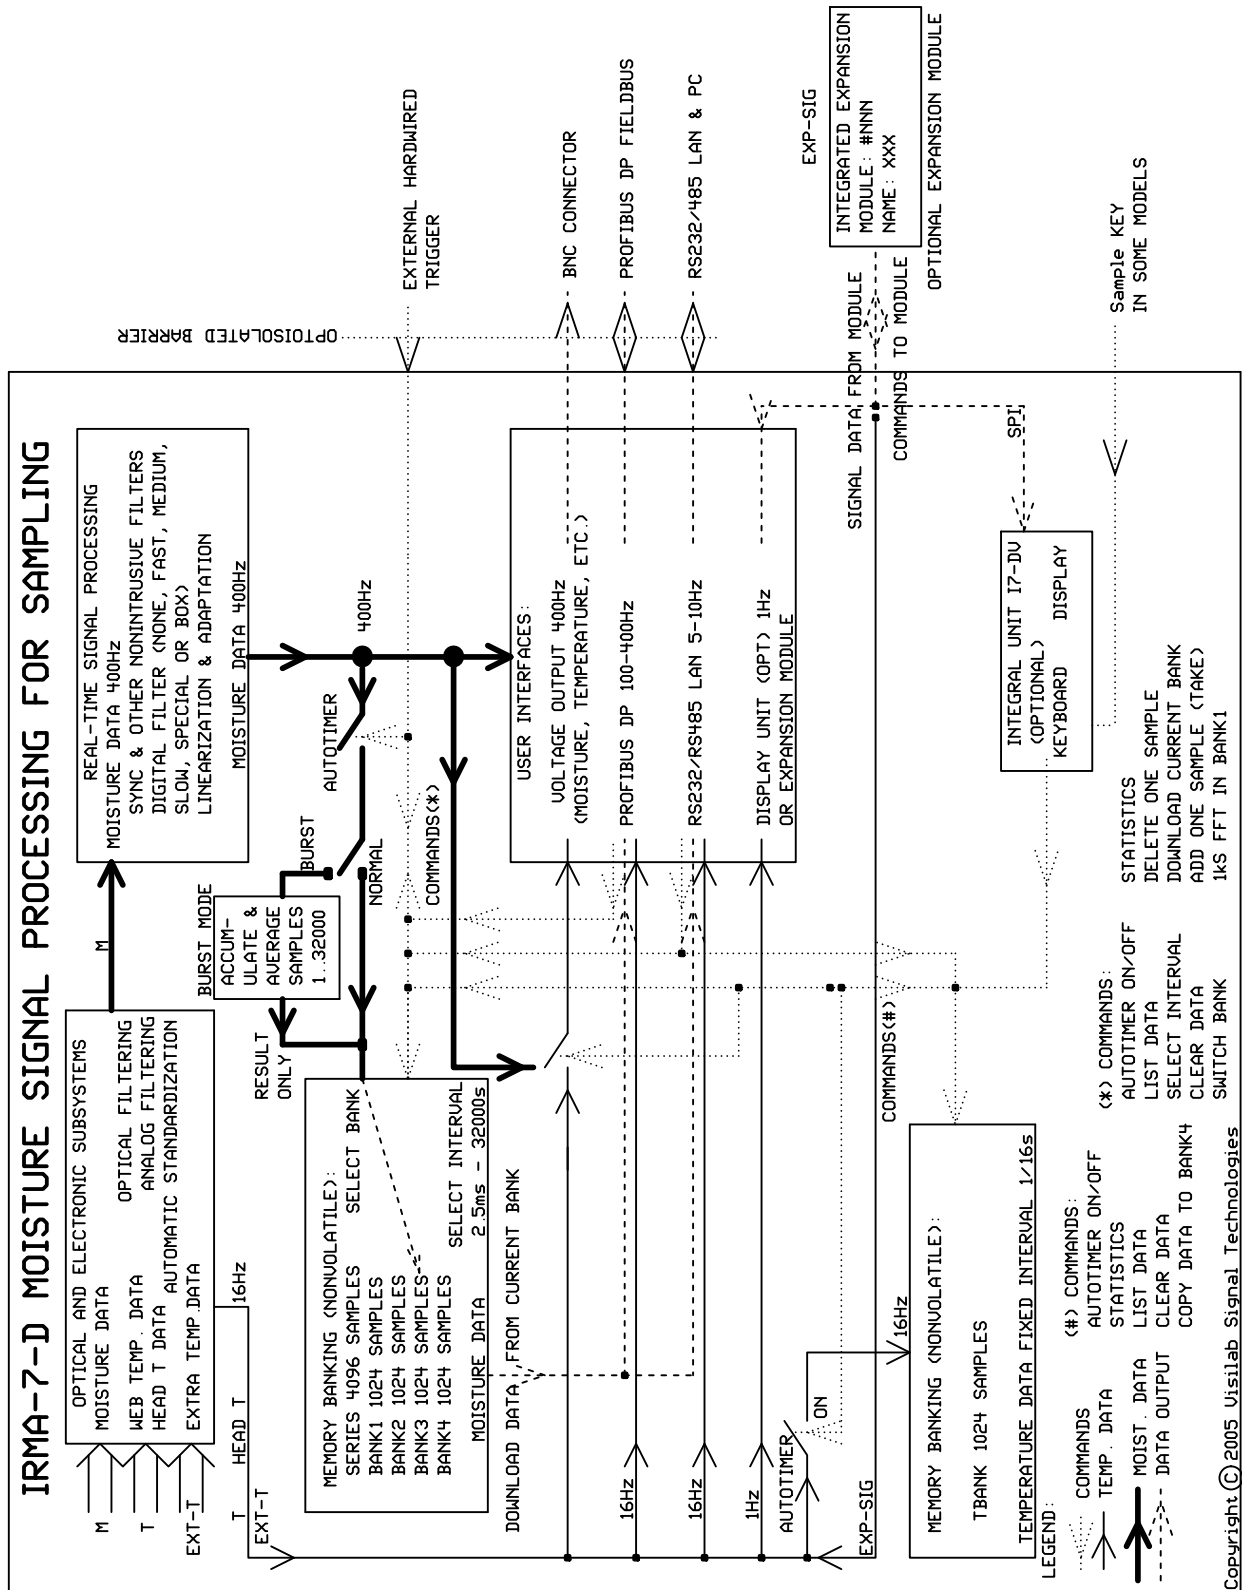 IRMA-7-D MOISTURE SIGNAL PROCESSING FOR SAMPLING
M
T
EXT-T
OPTICAL AND ELECTRONIC SUBSYSTEMS
MOISTURE DATA
OPTICAL FILTERING
WEB TEMP. DATA
ANALOG FILTERING
HEAD T DATA
AUTOMATIC STANDARDIZATION
EXTRA TEMP.DATA
M
REAL-TIME SIGNAL PROCESSING
MOISTURE DATA 400Hz
SYNC & OTHER NONINTRUSIVE FILTERS
DIGITAL FILTER (NONE, FAST, MEDIUM,
SLOW, SPECIAL OR BOX)
LINEARIZATION & ADAPTATION
MOISTURE DATA 400Hz
OPTOISOLATED BARRIER
T
HEAD T
16Hz
EXT-T
RESULT
ONLY
BURST MODE
ACCUM-
ULATE &
AVERAGE
SAMPLES
1..32000
BURST
NORMAL
AUTOTIMER
400Hz
COMMANDS(*)
EXTERNAL HARDWIRED
TRIGGER
MEMORY BANKING (NONVOLATILE):
SERIES 4096 SAMPLES
SELECT BANK
BANK1 1024 SAMPLES
BANK2 1024 SAMPLES
BANK3 1024 SAMPLES
BANK4 1024 SAMPLES
SELECT INTERVAL
MOISTURE DATA
2.5ms - 32000s
DOWNLOAD DATA FROM CURRENT BANK
USER INTERFACES:
VOLTAGE OUTPUT 400Hz
(MOISTURE, TEMPERATURE, ETC.)
PROFIBUS DP 100-400Hz
RS232/RS485 LAN 5-10Hz
DISPLAY UNIT (OPT) 1Hz
OR EXPANSION MODULE
BNC CONNECTOR
PROFIBUS DP FIELDBUS
RS232/485 LAN & PC
16Hz
16Hz
1Hz
AUTOTIMER
ON
EXP-SIG
16Hz
COMMANDS(#)
EXP-SIG
INTEGRATED EXPANSION
MODULE: #NNN
NAME: XXX
OPTIONAL EXPANSION MODULE
SIGNAL DATA FROM MODULE
COMMANDS TO MODULE
SPI
INTEGRAL UNIT I7-DV
(OPTIONAL)
KEYBOARD
DISPLAY
Sample KEY
IN SOME MODELS
MEMORY BANKING (NONVOLATILE):
TBANK 1024 SAMPLES
TEMPERATURE DATA FIXED INTERVAL 1/16s
LEGEND:
COMMANDS
TEMP. DATA
MOIST. DATA
DATA OUTPUT
(#) COMMANDS:
AUTOTIMER ON/OFF
STATISTICS
LIST DATA
CLEAR DATA
COPY DATA TO BANK4
(*) COMMANDS:
AUTOTIMER ON/OFF
LIST DATA
SELECT INTERVAL
CLEAR DATA
SWITCH BANK
STATISTICS
DELETE ONE SAMPLE
DOWNLOAD CURRENT BANK
ADD ONE SAMPLE (TAKE)
1kS FFT IN BANK1
Copyright ©2005 Visilab Signal Technologies